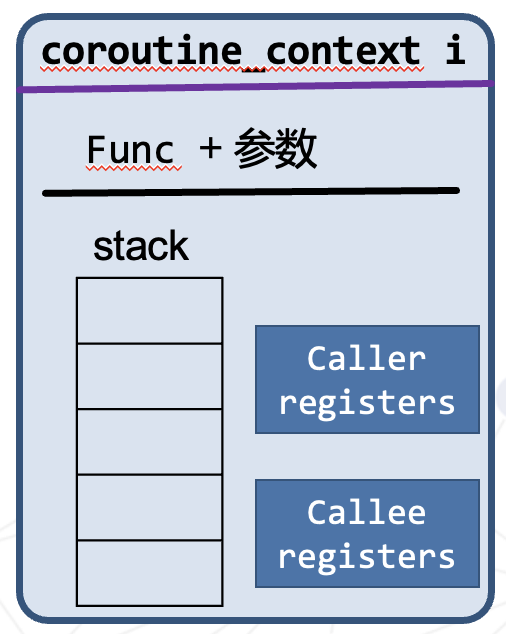 coroutine_context i
Func + 参数
stack
Caller
registers
Callee
registers